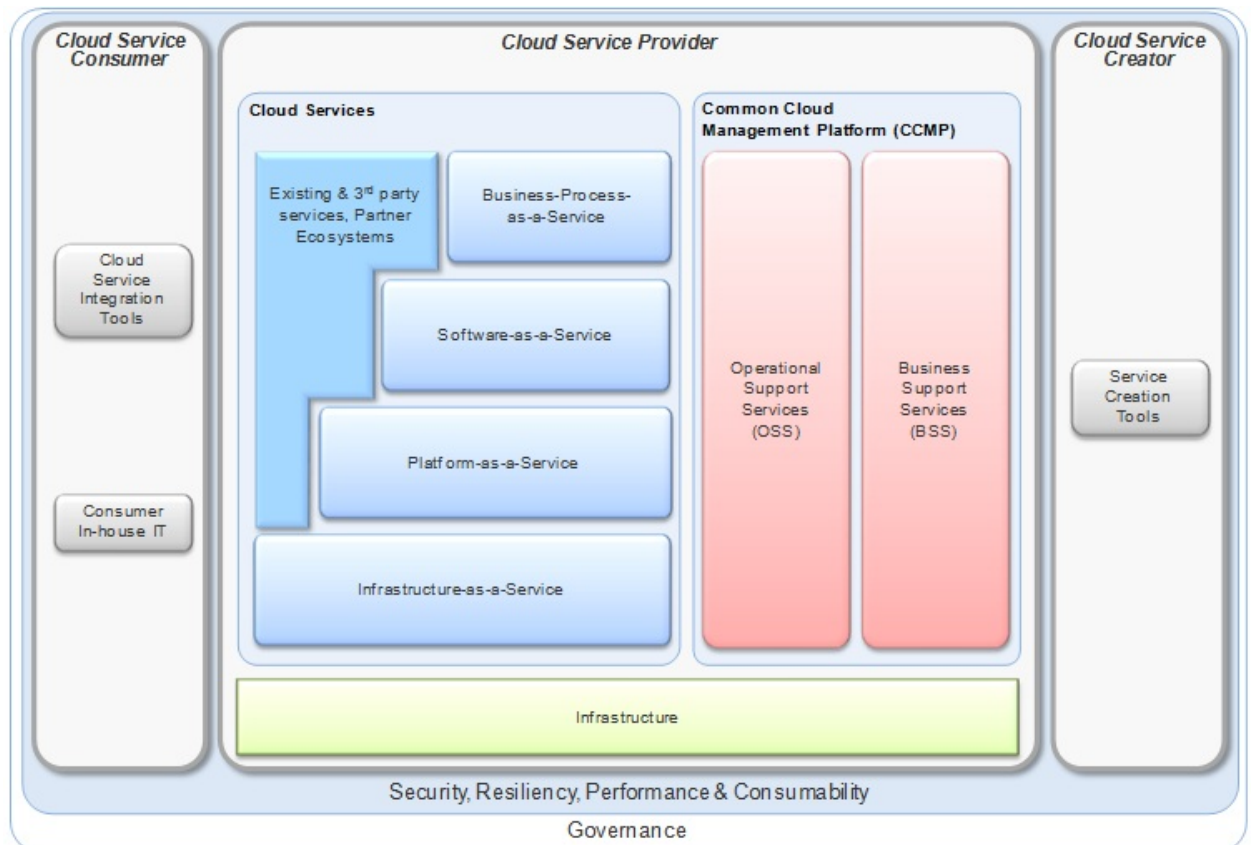 Cloud Service
Consumer
Cloud Service
Integration
Tools
Consumer
In-house IT
Cloud Service Provider
Cloud Services
Existing & 3rd party
services, Partner
Ecosystems
Business-Process-
as-a-Service
Software-as-a-Service
Platform-as-a-Service
Infrastructure-as-a-Service
Common Cloud
Management Platform (CCMP)
Operational
Support
Services
(OSS)
Business
Support
Services
(BSS)
Infrastructure
Cloud Service
Creator
Service
Creation
Tools
Security, Resiliency, Performance & Consumability
Governance